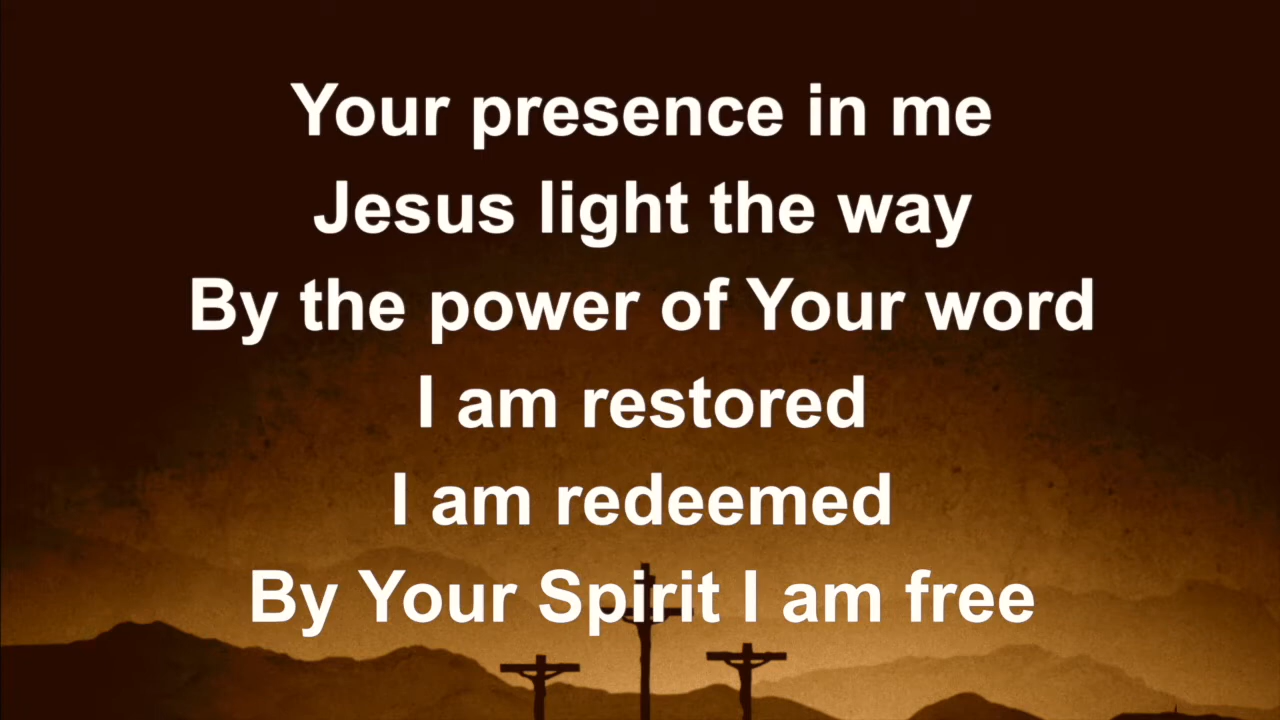 Your presence in me
Jesus light the way
By the power of Your word
I am restored
I am redeemed
By Your Spirit I am free